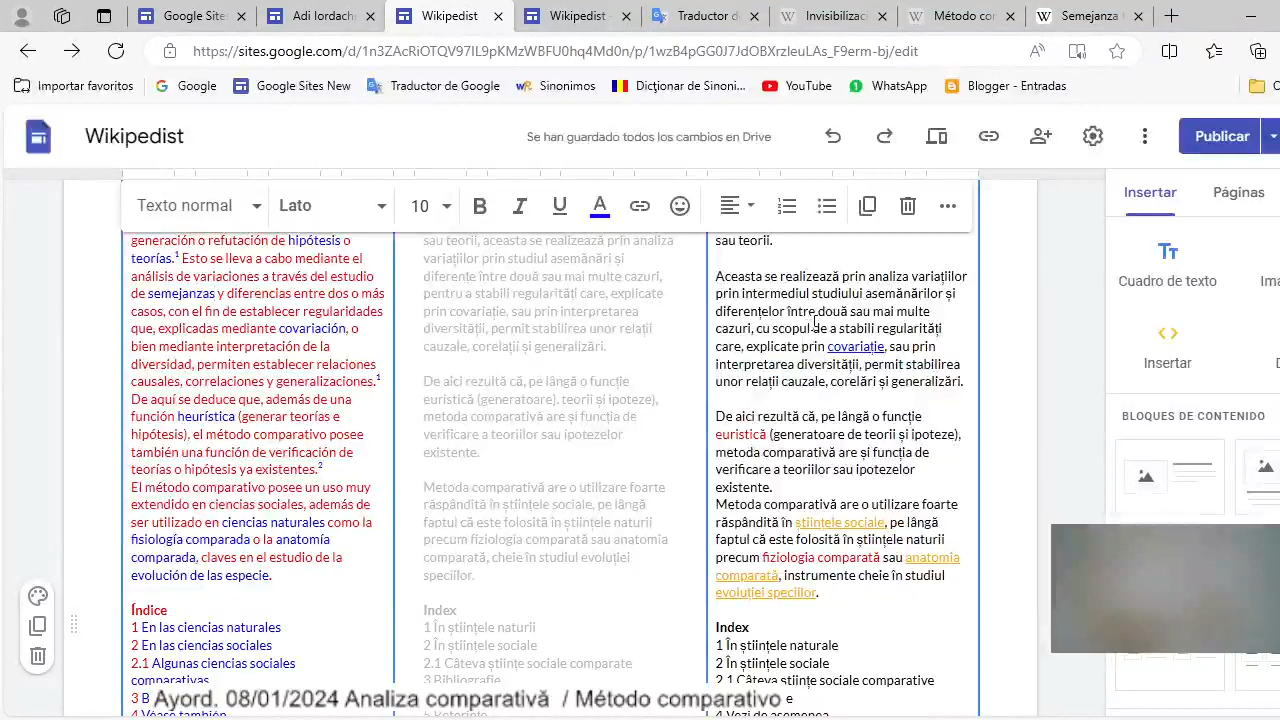 Google Sites
Adi Iordach
Wikipedist
Wikipedist -
Traductor d
Invisibilizac
Método cor
Semejanza
https://sites.google.com/d/1n3ZAcRiOTQV97IL9pKMzWBFU0hq4Md0n/p/1wzB4pGG0J7JdOBXrzleuLAs_F9erm-bj/edit
Importar favoritos
Google
Google Sites New
Traductor de Google
Sinonimos
Dicţionar de Sinoni...
YouTube
WhatsApp
Blogger - Entradas
Wikipedist
Se han guardado todos los cambios en Drive
Publicar
Texto normal
Lato
10
Insertar
Páginas
generación o refutación de hipótesis o
teorías.1 Esto se lleva a cabo mediante el
análisis de variaciones a través del estudio
de semejanzas y diferencias entre dos o más
casos, con el fin de establecer regularidades
que, explicadas mediante covariación, o
bien mediante interpretación de la
diversidad, permiten establecer relaciones
causales, correlaciones y generalizaciones.1
De aquí se deduce que, además de una
función heurística (generar teorías e
hipótesis), el método comparativo posee
también una función de verificación de
teorías o hipótesis ya existentes.2
El método comparativo posee un uso muy
extendido en ciencias sociales, además de
ser utilizado en ciencias naturales como la
fisiología comparada o la anatomía
comparada, claves en el estudio de la
evolución de las especie.
Índice
1 En las ciencias naturales
2 En las ciencias sociales
2.1 Algunas ciencias sociales
comparativas
3 B
4 Véase también
sau teorii, aceasta se realizează prin analiza
variațiilor prin studiul asemănări și
diferențe între două sau mai multe cazuri,
pentru a stabili regularități care, explicate
prin covariație, sau prin interpretarea
diversității, permit stabilirea unor relații
cauzale, corelații și generalizări.
De aici rezultă că, pe lângă o funcție
euristică (generatoare). teorii și ipoteze),
metoda comparativă are și funcția de
verificare a teoriilor sau ipotezelor
existente.
Metoda comparativă are o utilizare foarte
răspândită în științele sociale, pe lângă
faptul că este folosită în științele naturii
precum fiziologia comparată sau anatomia
comparată, cheie în studiul evoluției
speciilor.
Index
1 În științele naturii
2 În științele sociale
2.1 Câteva științe sociale comparate
3 Bibliografie
sau teorii.
Aceasta se realizează prin analiza variațiilor
prin intermediul studiului asemănărilor și
diferențelor între două sau mai multe
cazuri, cu scopul de a stabili regularități
care, explicate prin covariație, sau prin
interpretarea diversității, permit stabilirea
unor relații cauzale, corelări și generalizări.
De aici rezultă că, pe lângă o funcție
euristică (generatoare de teorii și ipoteze),
metoda comparativă are și funcția de
verificare a teoriilor sau ipotezelor
existente.
Metoda comparativă are o utilizare foarte
răspândită în științele sociale, pe lângă
faptul că este folosită în științele naturii
precum fiziologia comparată sau anatomia
comparată, instrumente cheie în studiul
evoluției speciilor.
Index
1 În științele naturale
2 În științele sociale
2.1 Câteva științe sociale comparative
e
4 Vezi de asemenea
Cuadro de texto
Insertar
BLOQUES DE CONTENIDO
Ayord. 08/01/2024 Analiza comparativă / Método comparativo